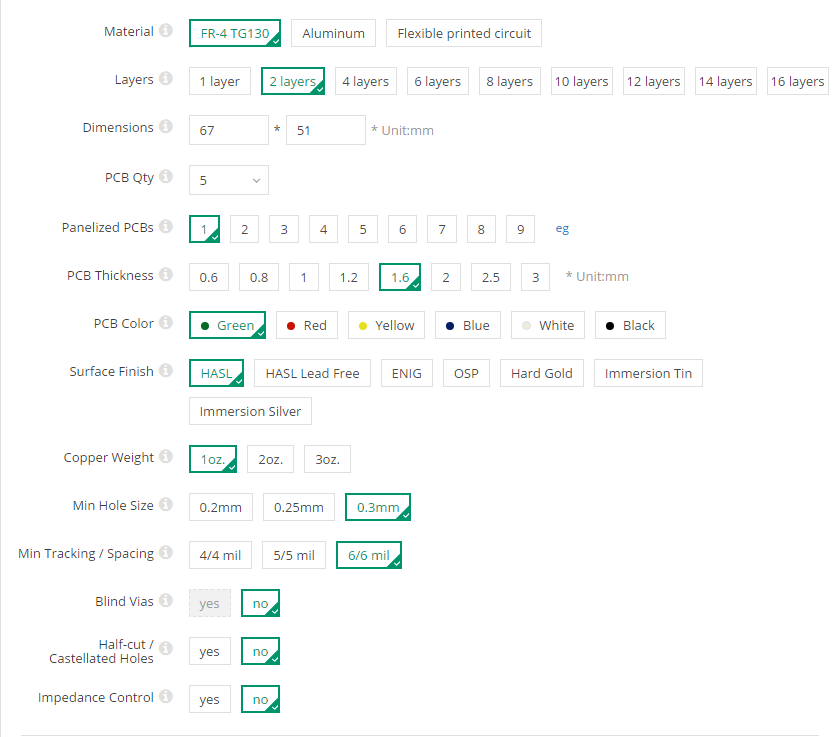 Material FR-4 TG130 Aluminum Flexible printed circuit
Layers 1 layer 2 layers 4 layers 6 layers 8 layers 10 layers 12 layers 14 layers 16 layers
Dimensions 67 * 51 * Unit:mm
PCB Qty 5
Panelized PCBs 1 2 3 4 5 6 7 8 9 eg
PCB Thickness 0.6 0.8 1 1.2 1.6 2 2.5 3 * Unit:mm
PCB Color Green Red Yellow Blue White Black
Surface Finish HASL HASL Lead Free ENIG OSP Hard Gold Immersion Tin
Immersion Silver
Copper Weight 1oz. 2oz. 3oz.
Min Hole Size 0.2mm 0.25mm 0.3mm
Min Tracking / Spacing 4/4 mil 5/5 mil 6/6 mil
Blind Vias yes no
Half-cut /
Castellated Holes yes no
Impedance Control yes no